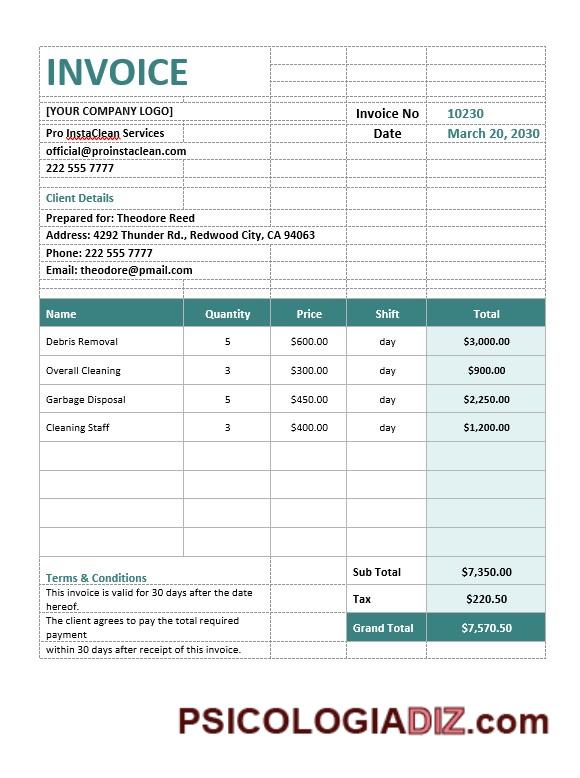 INVOICE
[YOUR COMPANY LOGO]
Invoice No 10230
Pro InstaClean Services
Date March 20, 2030
official@proinstaclean.com
222 555 7777
Client Details
Prepared for: Theodore Reed
Address: 4292 Thunder Rd., Redwood City, CA 94063
Phone: 222 555 7777
Email: theodore@pmail.com
Name Quantity Price Shift Total
Debris Removal 5 $600.00 day $3,000.00
Overall Cleaning 3 $300.00 day $900.00
Garbage Disposal 5 $450.00 day $2,250.00
Cleaning Staff 3 $400.00 day $1,200.00
Sub Total $7,350.00
Terms & Conditions
This invoice is valid for 30 days after the date
hereof.
Tax $220.50
The client agrees to pay the total required
payment
Grand Total $7,570.50
within 30 days after receipt of this invoice.
PSICOLOGIADIZ.com